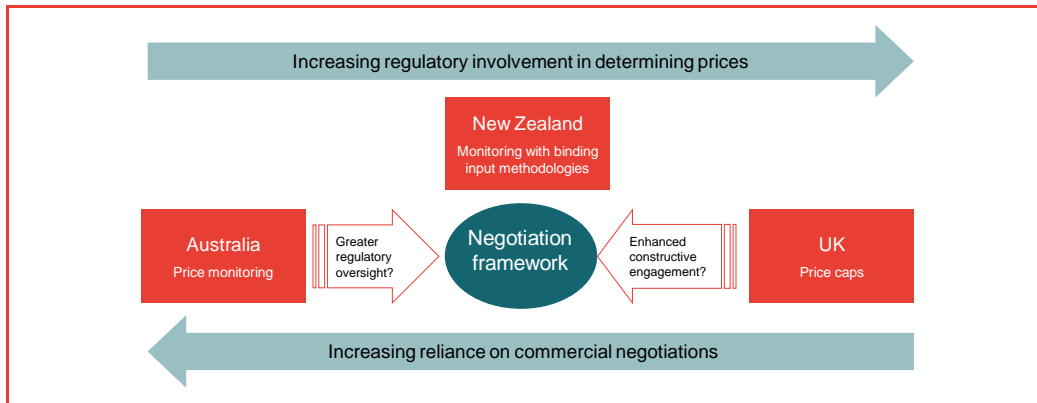 Increasing regulatory involvement in determining prices
New Zealand
Monitoring with binding
input methodologies
Australia
Price monitoring
Greater
regulatory
oversight?
Negotiation
framework
Enhanced
constructive
engagement?
UK
Price caps
Increasing reliance on commercial negotiations